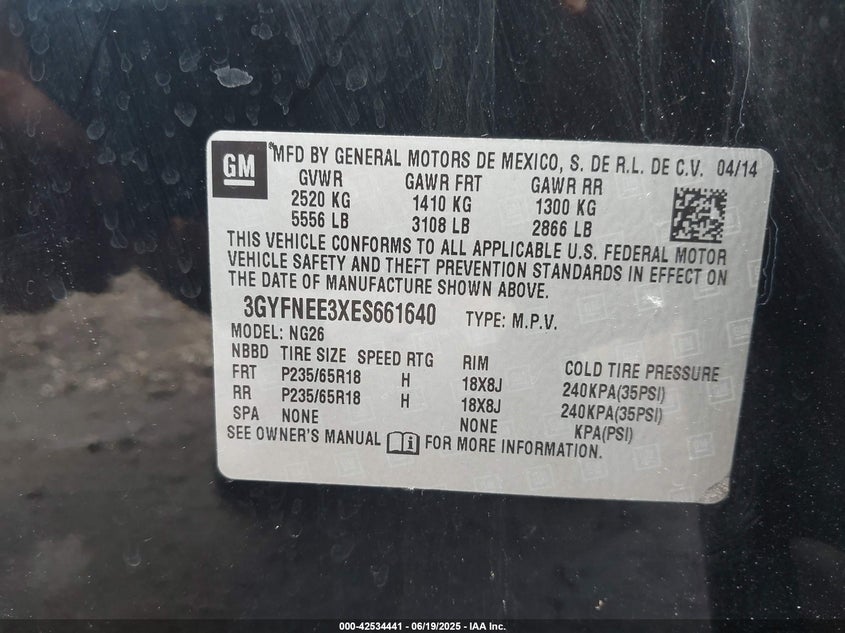 GM
®MFD BY GENERAL MOTORS DE MEXICO, S. DE R.L. DE C.V. 04/14
GVWR GAWR FRT GAWR RR
2520 KG 1410 KG 1300 KG
5556 LB 3108 LB 2866 LB
THIS VEHICLE CONFORMS TO ALL APPLICABLE U.S. FEDERAL MOTOR
VEHICLE SAFETY AND THEFT PREVENTION STANDARDS IN EFFECT ON
THE DATE OF MANUFACTURE SHOWN ABOVE.
3GYFNEE3XES661640 TYPE: M.P.V.
MODEL: NG26
NBBD TIRE SIZE SPEED RTG RIM COLD TIRE PRESSURE
FRT P235/65R18 H 18X8J 240KPA(35PSI)
RR P235/65R18 H 18X8J 240KPA(35PSI)
SPA NONE NONE KPA(PSI)
SEE OWNER'S MANUAL FOR MORE INFORMATION.
000-42534441 - 06/19/2025 - IAA Inc.